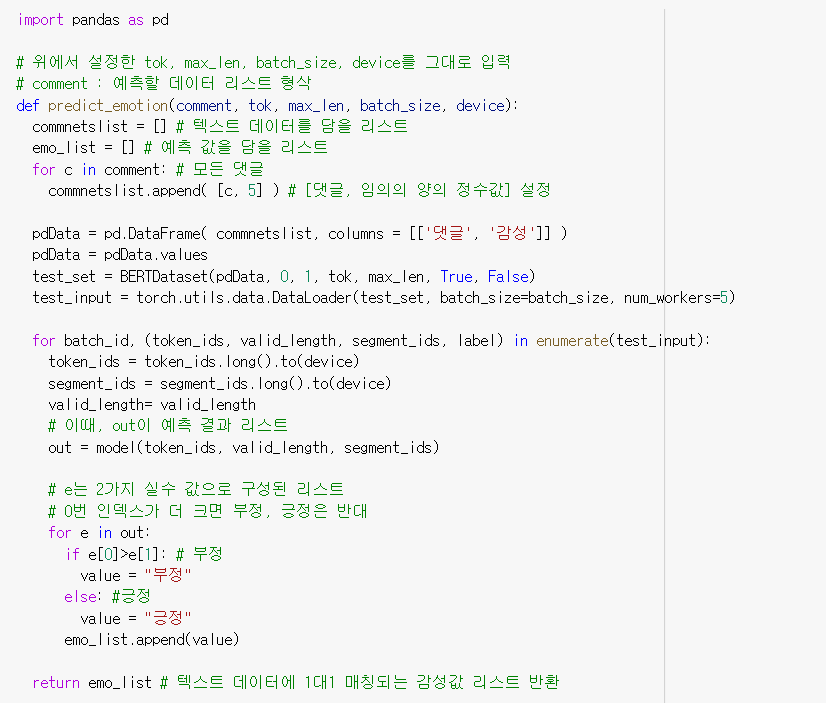 import pandas as pd

# 위에서 설정한 tok, max_len, batch_size, device를 그대로 입력
# comment : 예측할 데이터 리스트 형삭
def predict_emotion(comment, tok, max_len, batch_size, device):
  commnetslist = [] # 텍스트 데이터를 담을 리스트
  emo_list = [] # 예측 값을 담을 리스트
  for c in comment: # 모든 댓글
    commnetslist.append( [c, 5] ) # [댓글, 임의의 양의 정수값] 설정

  pdData = pd.DataFrame( commnetslist, columns = [['댓글', '감성']] )
  pdData = pdData.values
  test_set = BERTDataset(pdData, 0, 1, tok, max_len, True, False)
  test_input = torch.utils.data.DataLoader(test_set, batch_size=batch_size, num_workers=5)

  for batch_id, (token_ids, valid_length, segment_ids, label) in enumerate(test_input):
    token_ids = token_ids.long().to(device)
    segment_ids = segment_ids.long().to(device)
    valid_length= valid_length
    # 이때, out이 예측 결과 리스트
    out = model(token_ids, valid_length, segment_ids)

    # e는 2가지 실수 값으로 구성된 리스트
    # 0번 인덱스가 더 크면 부정, 긍정은 반대
    for e in out:
      if e[0]>e[1]: # 부정
        value = "부정"
      else: #긍정
        value = "긍정"
      emo_list.append(value)

  return emo_list # 텍스트 데이터에 1대1 매칭되는 감성값 리스트 반환